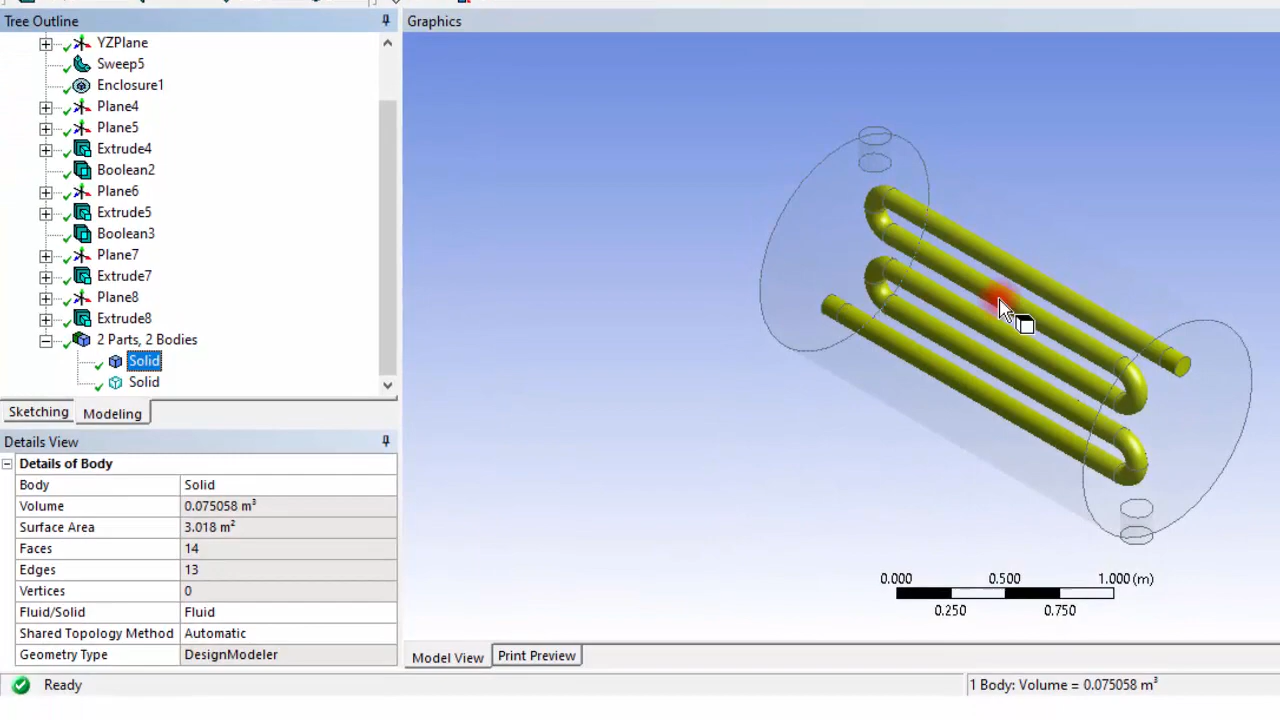 Tree Outline
YZPlane
Sweep5
Enclosure1
Plane4
Plane5
Extrude4
Boolean2
Plane6
Extrude5
Boolean3
Plane7
Extrude7
Plane8
Extrude8
2 Parts, 2 Bodies
Solid
Solid
Sketching Modeling
Details View
Details of Body
Body Solid
Volume 0.075058 m³
Surface Area 3.018 m²
Faces 14
Edges 13
Vertices 0
Fluid/Solid Fluid
Shared Topology Method Automatic
Geometry Type DesignModeler
Graphics
0.000 0.500 1.000 (m)
0.250 0.750
Model View Print Preview
Ready
1 Body: Volume = 0.075058 m³